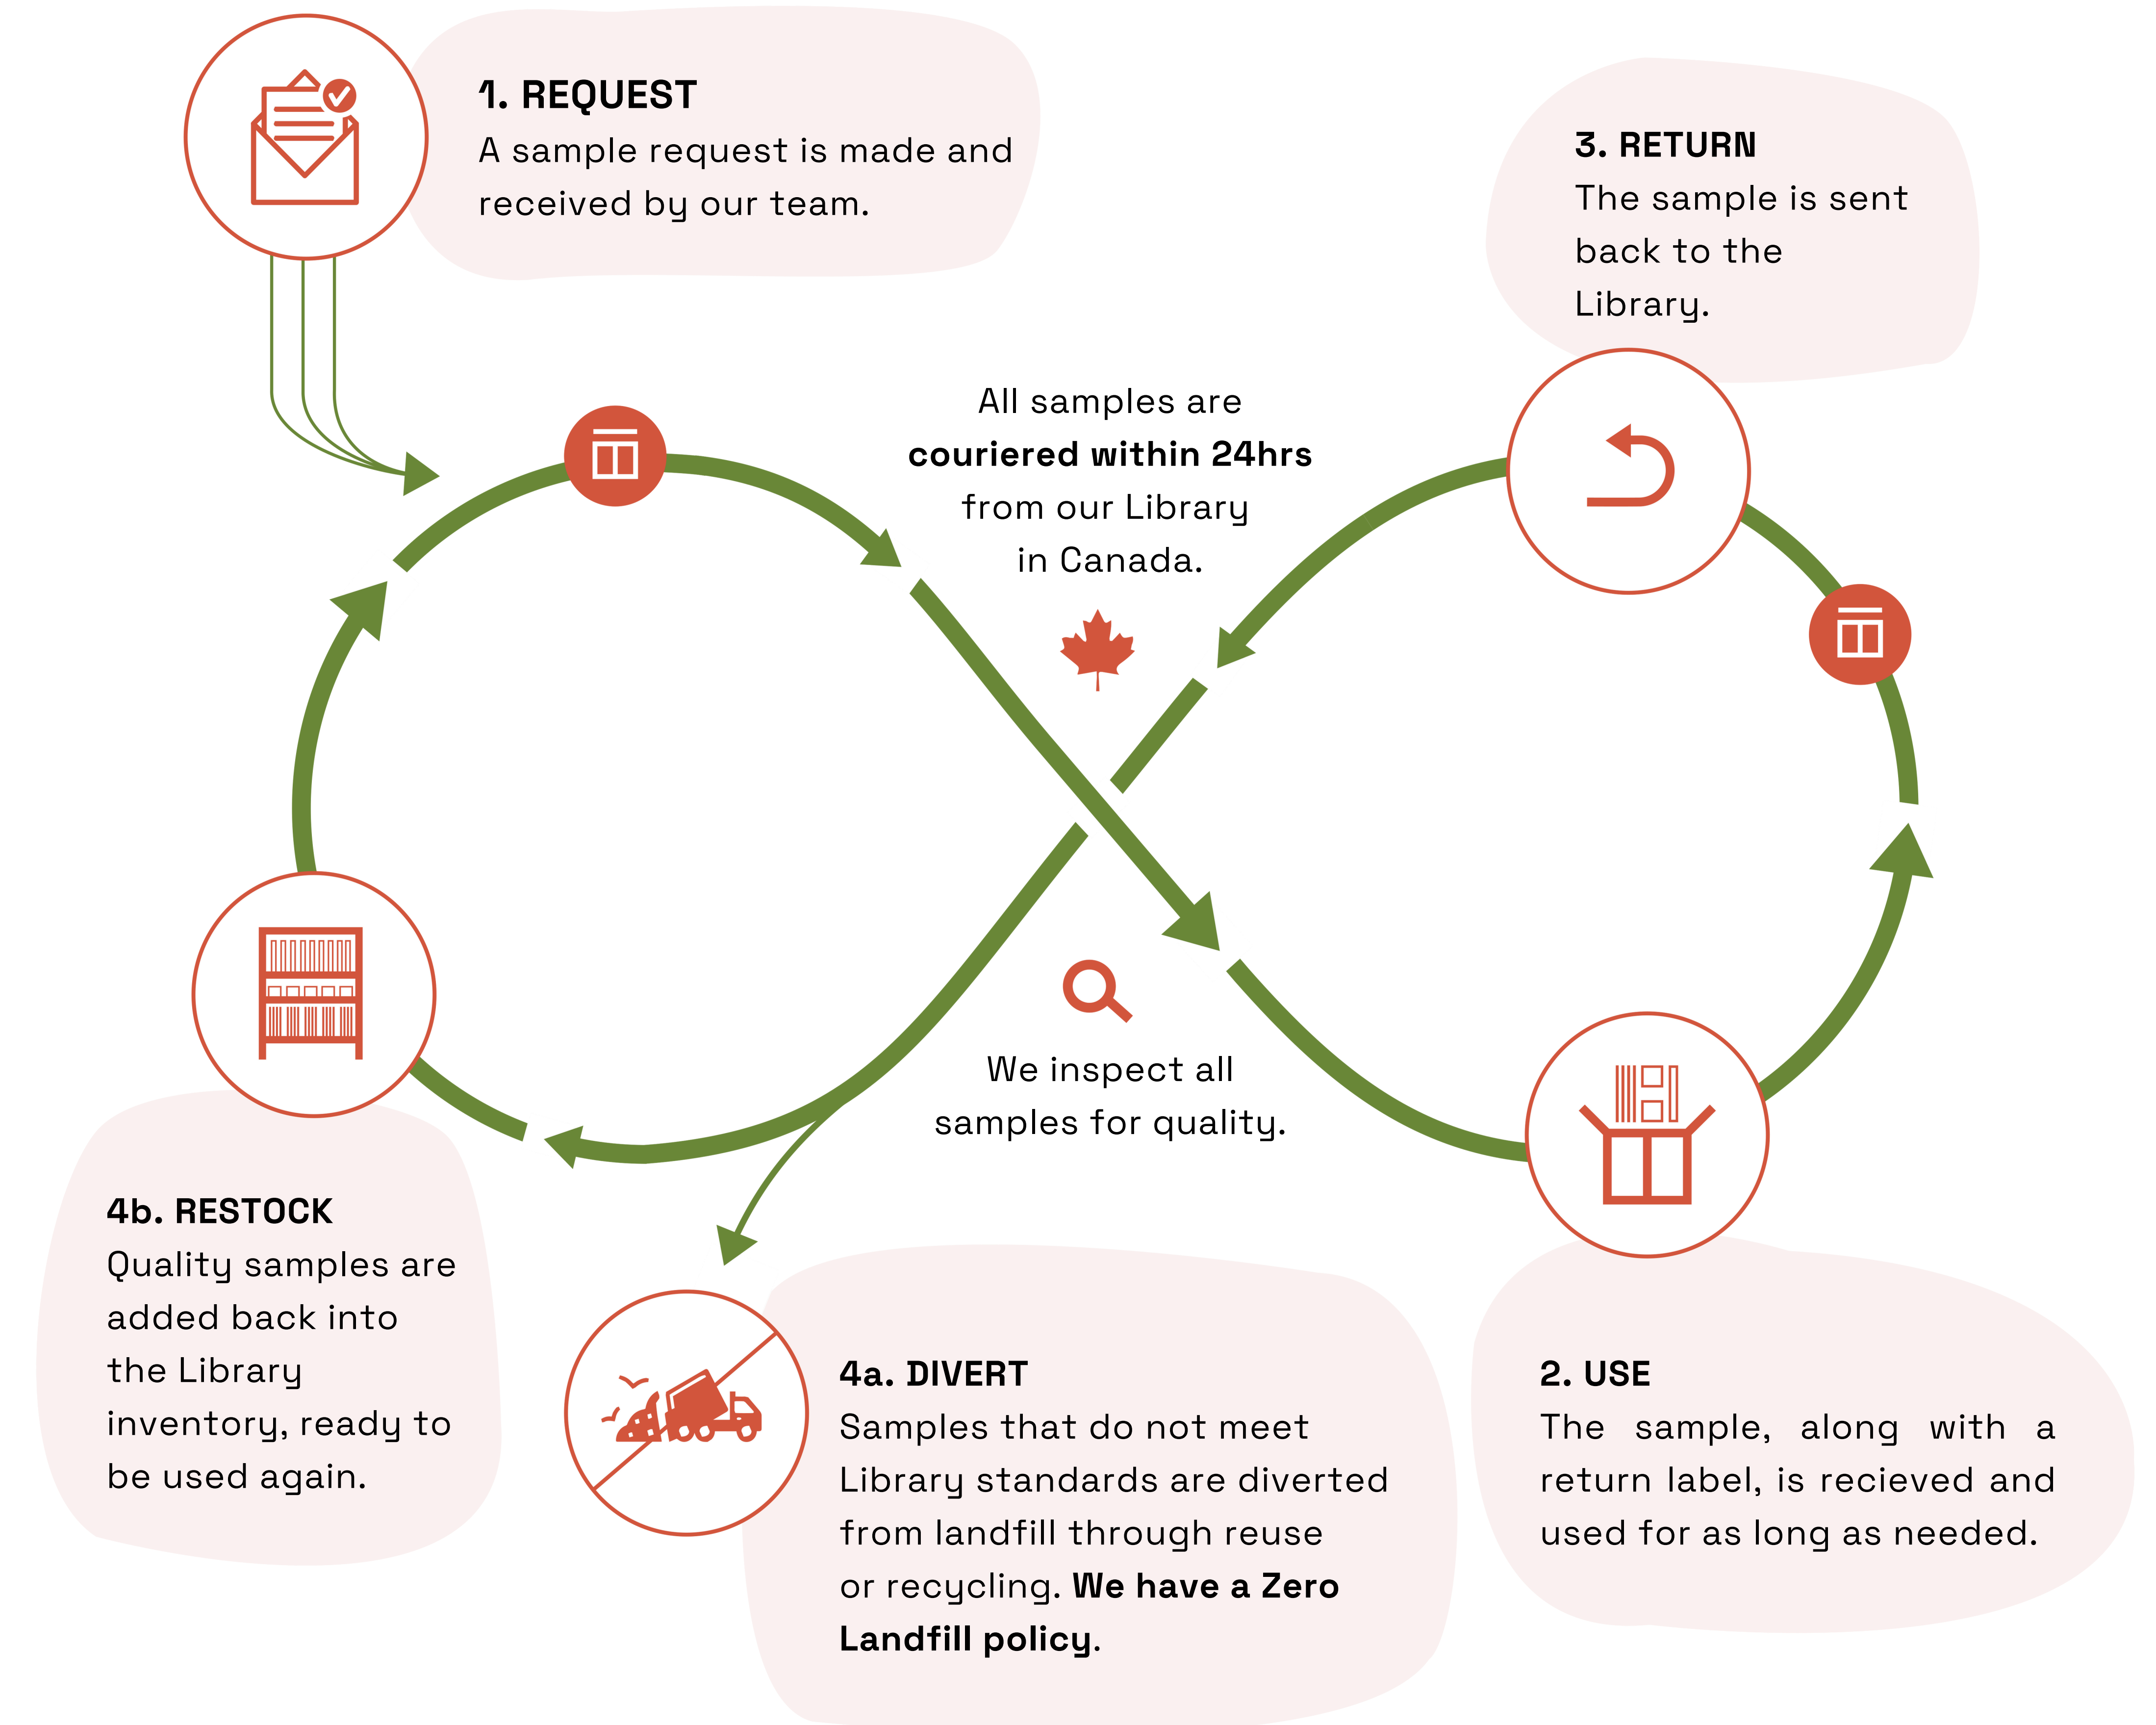 1. REQUEST
A sample request is made and
received by our team.
3. RETURN
The sample is sent
back to the
Library.
All samples are
couriered within 24hrs
from our Library
in Canada.
We inspect all
samples for quality.
4b. RESTOCK
Quality samples are
added back into
the Library
inventory, ready to
be used again.
4a. DIVERT
Samples that do not meet
Library standards are diverted
from landfill through reuse
or recycling. We have a Zero
Landfill policy.
2. USE
The sample, along with a
return label, is recieved and
used for as long as needed.